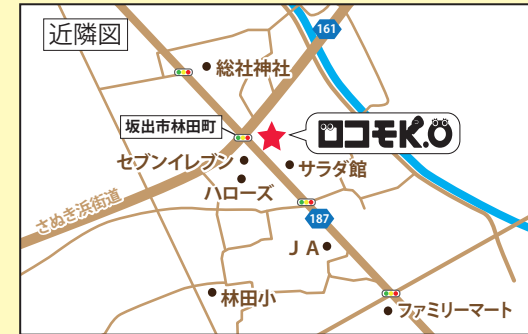 近隣図
161
総社神社
坂出市林田町
ロコモK.O
セブンイレブン
サラダ館
ハローズ
さぬき浜街道
187
JA
林田小
ファミリーマート